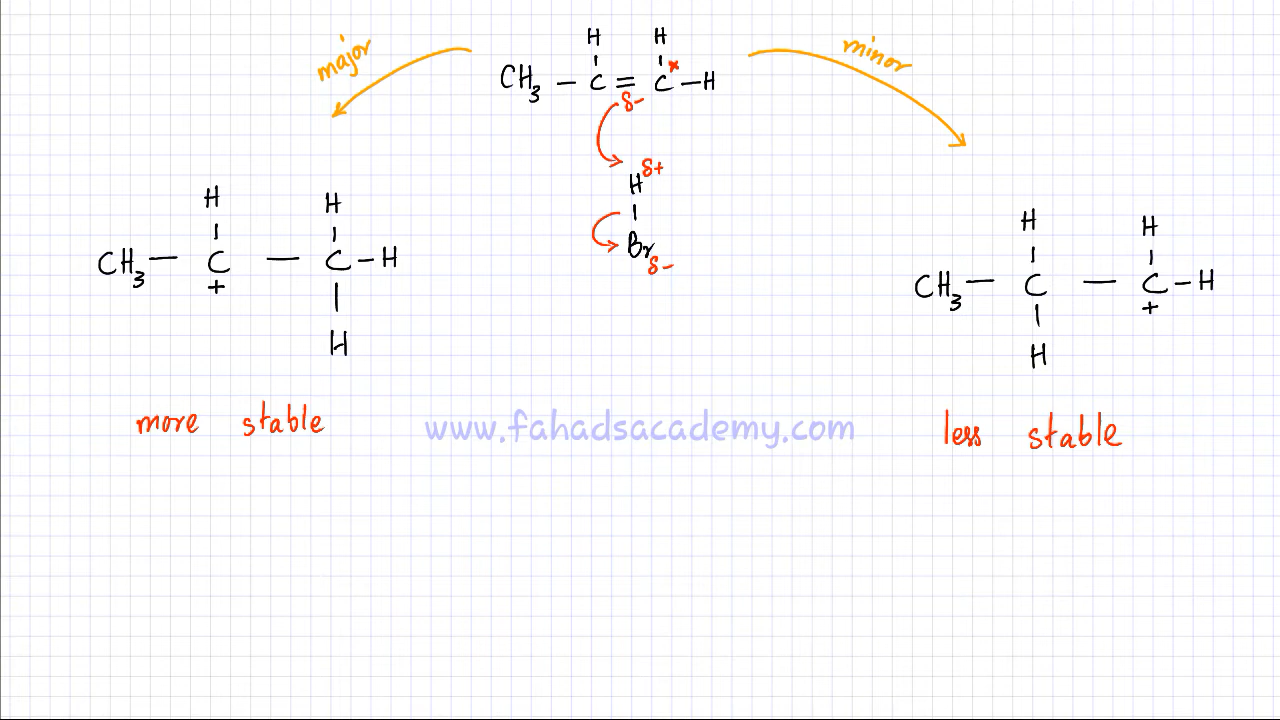 major
minor
H H
CH3 — C = C* — H
δ-
H δ+
Br δ-
H H
CH3 — C — C — H
+
H
H H
CH3 — C — C — H
+
H
more stable
www.fahadsacademy.com
less stable